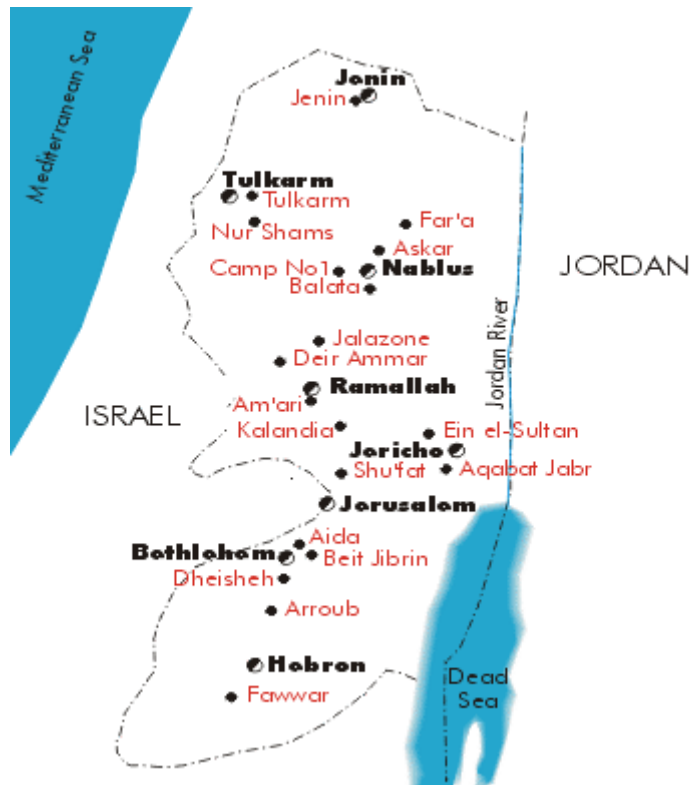 Mediterranean Sea
Jenin
Jenin
Tulkarm
Tulkarm
Nur Shams
Far'a
Askar
Camp No1
Nablus
Balata
JORDAN
Jordan River
Jalazone
Deir Ammar
Ramallah
Am'ari
ISRAEL
Kalandia
Ein el-Sultan
Jericho
Shu'fat
Aqabat Jabr
Jerusalem
Aida
Bethlehem
Beit Jibrin
Dheisheh
Arroub
Hebron
Fawwar
Dead
Sea